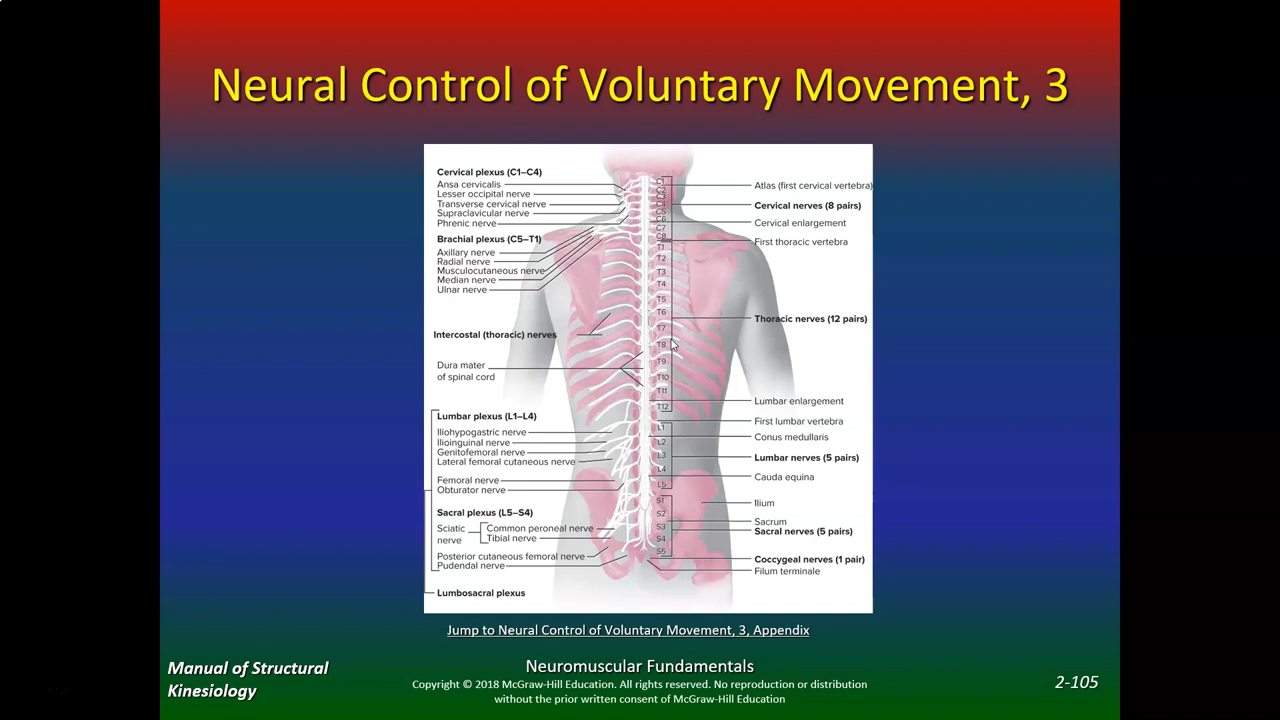 Neural Control of Voluntary Movement, 3
Cervical plexus (C1–C4)
Ansa cervicalis
Lesser occipital nerve
Transverse cervical nerve
Supraclavicular nerve
Phrenic nerve
Brachial plexus (C5–T1)
Axillary nerve
Radial nerve
Musculocutaneous nerve
Median nerve
Ulnar nerve
Intercostal (thoracic) nerves
Dura mater
of spinal cord
Lumbar plexus (L1–L4)
Iliohypogastric nerve
Ilioinguinal nerve
Genitofemoral nerve
Lateral femoral cutaneous nerve
Femoral nerve
Obturator nerve
Sacral plexus (L5–S4)
Sciatic
nerve
Common peroneal nerve
Tibial nerve
Posterior cutaneous femoral nerve
Pudendal nerve
Lumbosacral plexus
C1
C2
C5
C6
C7
C8
T1
T2
T3
T4
T5
T6
T7
T8
T9
T10
T11
T12
L1
L2
L3
L4
L5
S1
S2
S3
S4
S5
Atlas (first cervical vertebra)
Cervical nerves (8 pairs)
Cervical enlargement
First thoracic vertebra
Thoracic nerves (12 pairs)
Lumbar enlargement
First lumbar vertebra
Conus medullaris
Lumbar nerves (5 pairs)
Cauda equina
Ilium
Sacrum
Sacral nerves (5 pairs)
Coccygeal nerves (1 pair)
Filum terminale
Jump to Neural Control of Voluntary Movement, 3, Appendix
Manual of Structural
Kinesiology
Neuromuscular Fundamentals
Copyright © 2018 McGraw-Hill Education. All rights reserved. No reproduction or distribution
without the prior written consent of McGraw-Hill Education
2-105